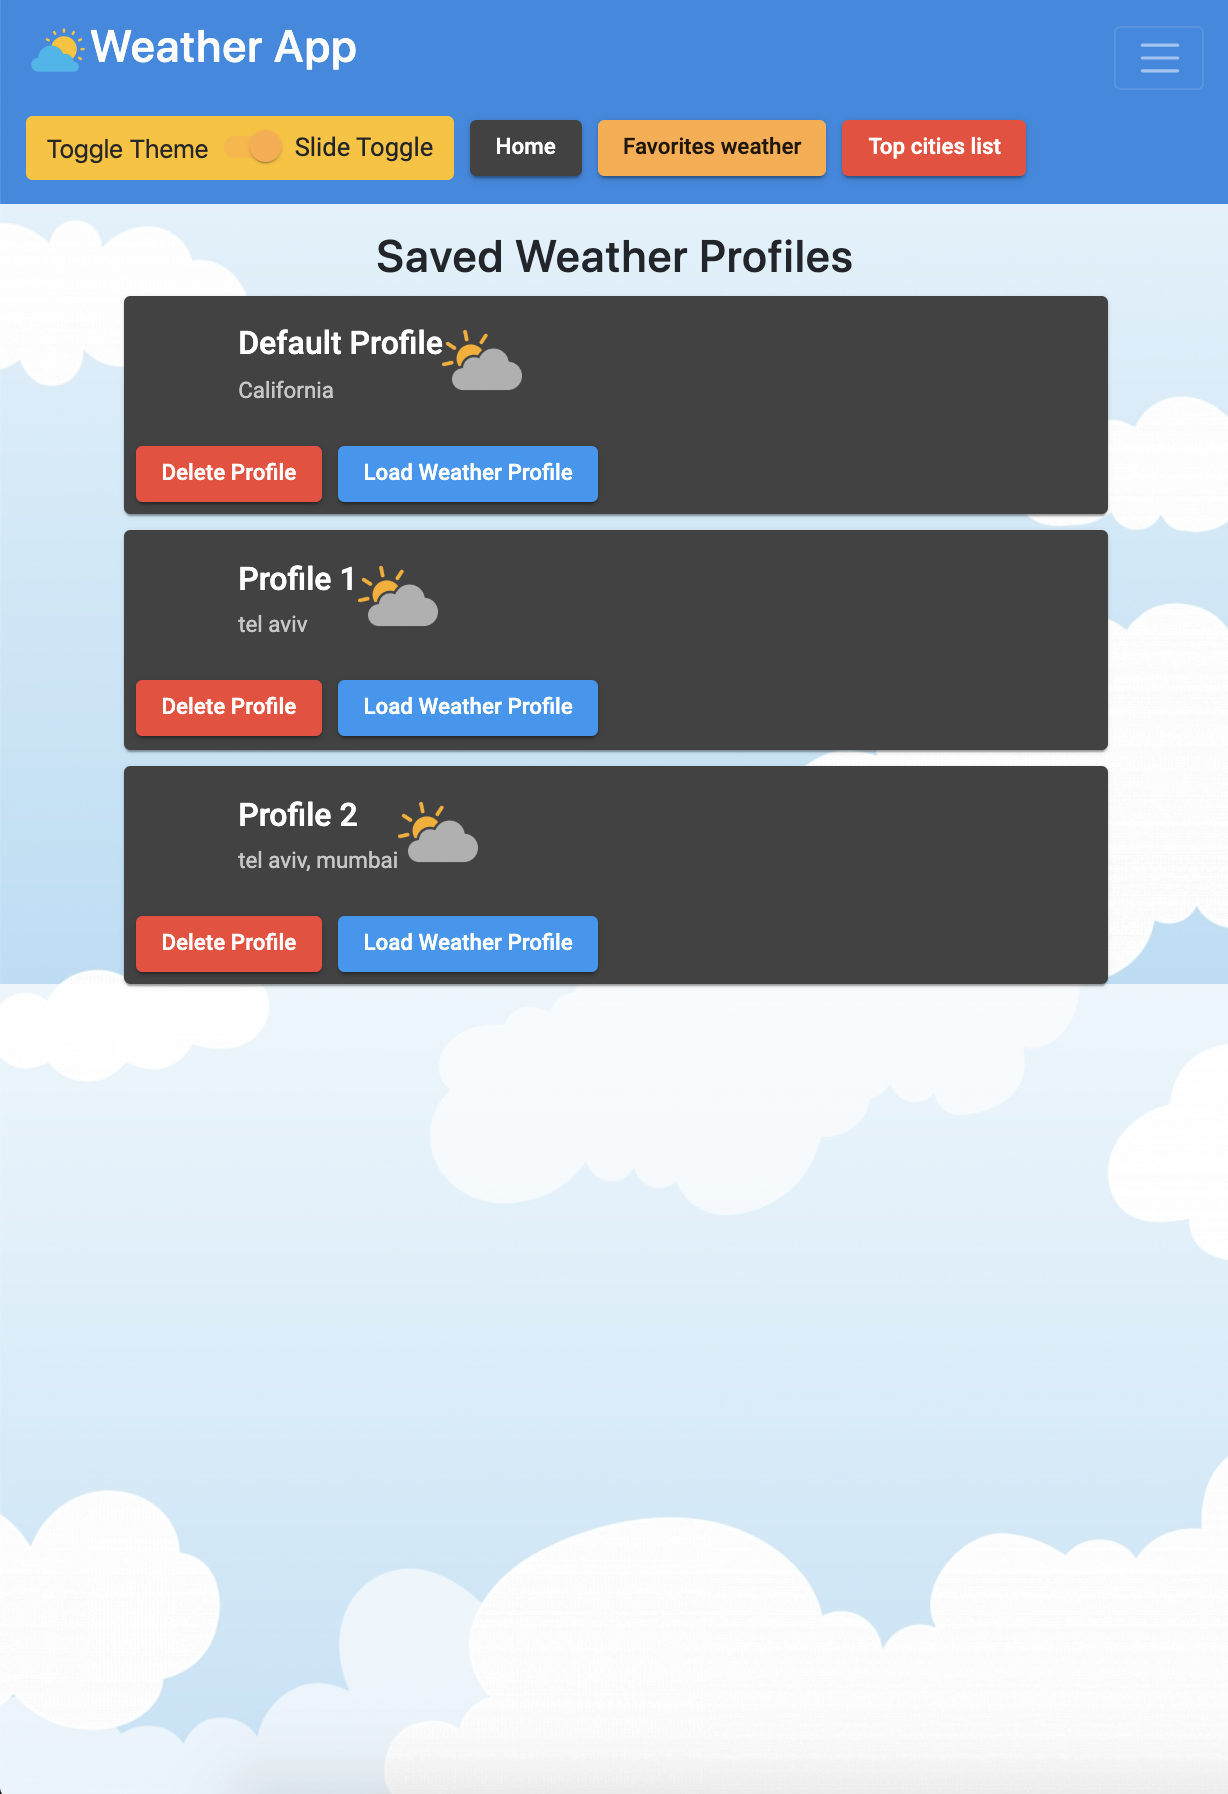 Weather App
Toggle Theme Slide Toggle Home Favorites weather Top cities list
Saved Weather Profiles
Default Profile
California
Delete Profile Load Weather Profile
Profile 1
tel aviv
Delete Profile Load Weather Profile
Profile 2
tel aviv, mumbai
Delete Profile Load Weather Profile